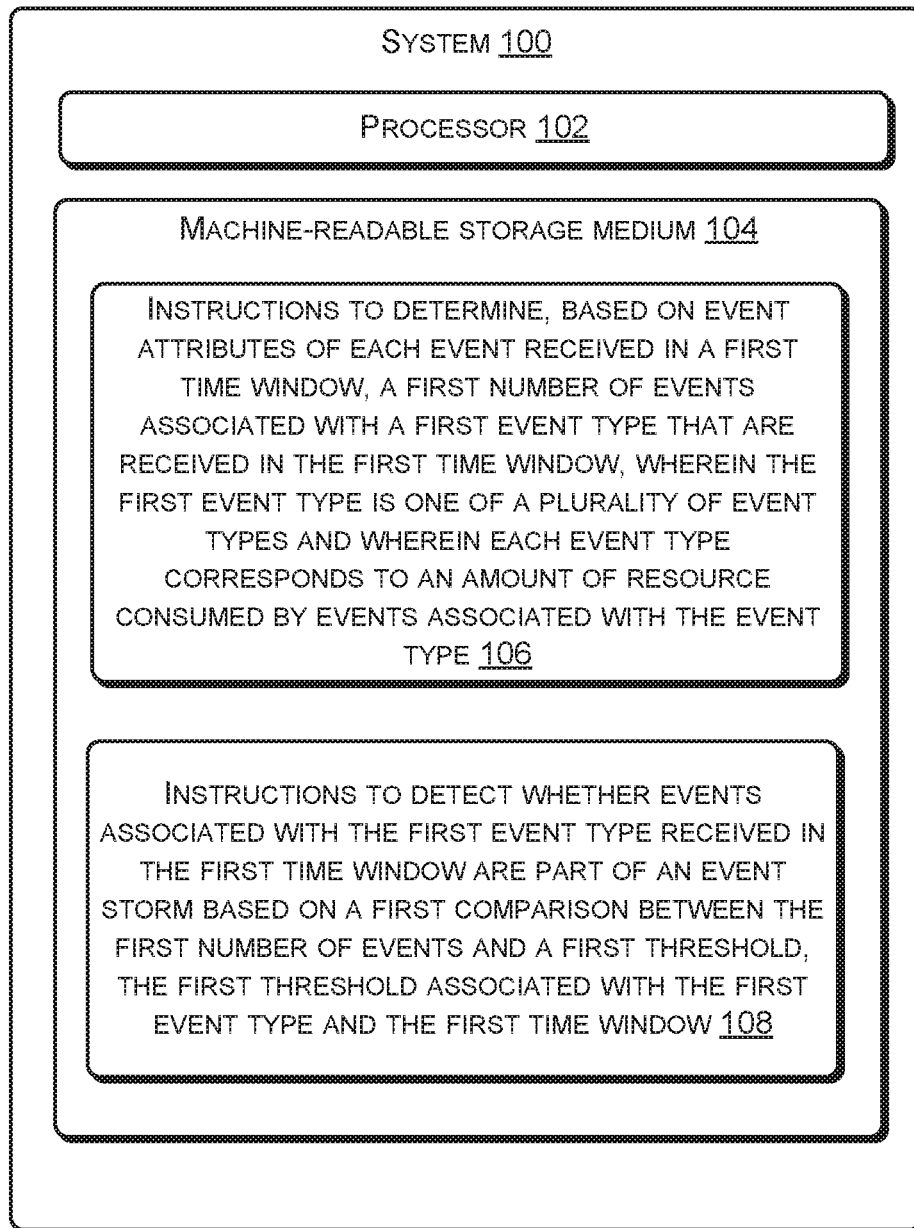 SYSTEM 100
PROCESSOR 102
MACHINE-READABLE STORAGE MEDIUM 104
INSTRUCTIONS TO DETERMINE, BASED ON EVENT
ATTRIBUTES OF EACH EVENT RECEIVED IN A FIRST
TIME WINDOW, A FIRST NUMBER OF EVENTS
ASSOCIATED WITH A FIRST EVENT TYPE THAT ARE
RECEIVED IN THE FIRST TIME WINDOW, WHEREIN THE
FIRST EVENT TYPE IS ONE OF A PLURALITY OF EVENT
TYPES AND WHEREIN EACH EVENT TYPE
CORRESPONDS TO AN AMOUNT OF RESOURCE
CONSUMED BY EVENTS ASSOCIATED WITH THE EVENT
TYPE 106
INSTRUCTIONS TO DETECT WHETHER EVENTS
ASSOCIATED WITH THE FIRST EVENT TYPE RECEIVED IN
THE FIRST TIME WINDOW ARE PART OF AN EVENT
STORM BASED ON A FIRST COMPARISON BETWEEN THE
FIRST NUMBER OF EVENTS AND A FIRST THRESHOLD,
THE FIRST THRESHOLD ASSOCIATED WITH THE FIRST
EVENT TYPE AND THE FIRST TIME WINDOW 108